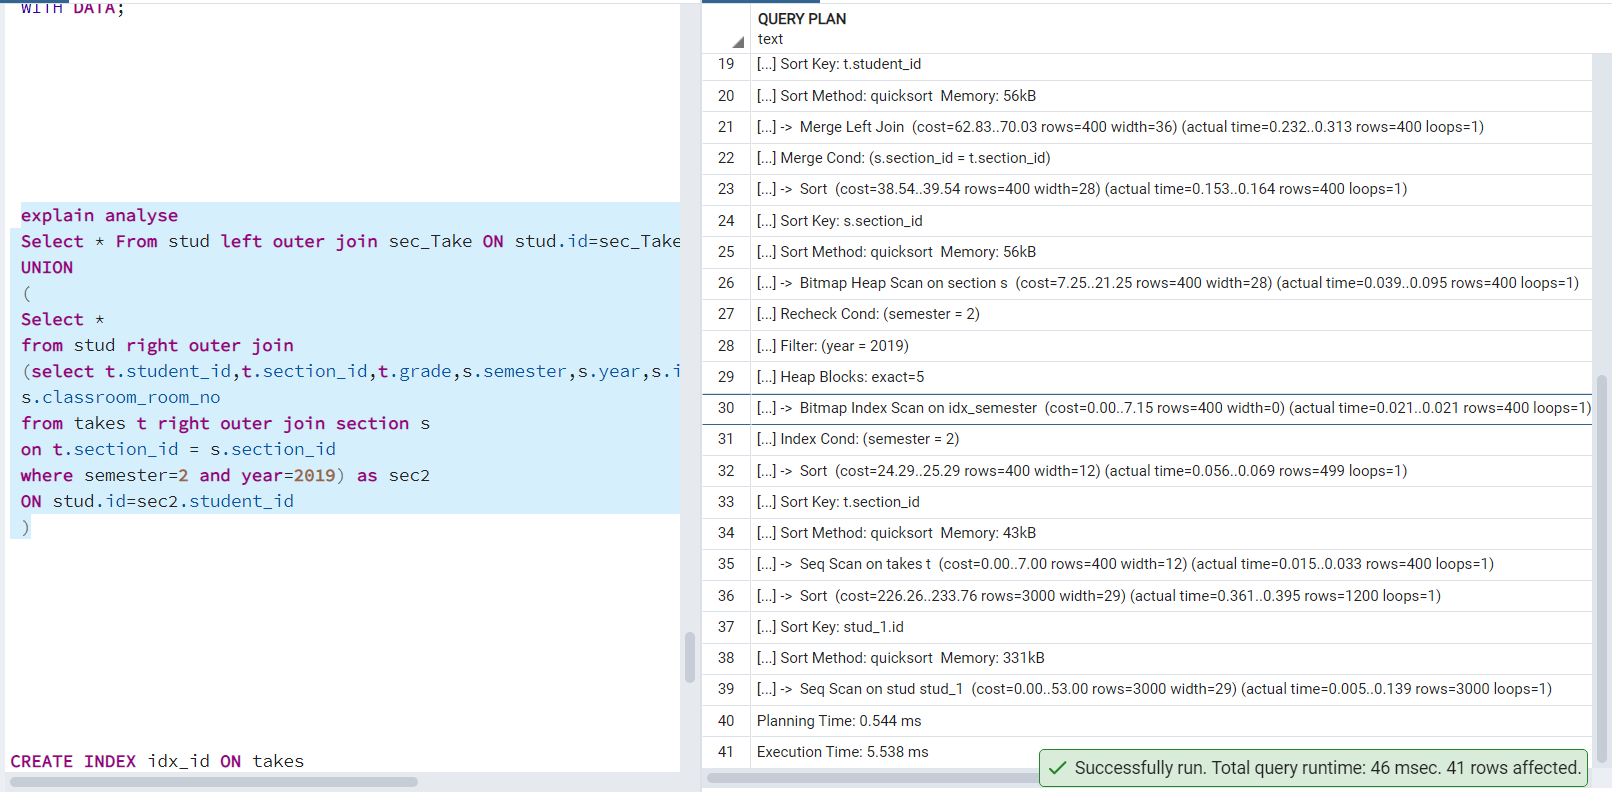 WITH DATA;
explain analyse
Select * From stud left outer join sec_Take ON stud.id=sec_Take
UNION
(
Select *
from stud right outer join
(select t.student_id,t.section_id,t.grade,s.semester,s.year,s.i
s.classroom_room_no
from takes t right outer join section s
on t.section_id = s.section_id
where semester=2 and year=2019) as sec2
ON stud.id=sec2.student_id
)
CREATE INDEX idx_id ON takes
QUERY PLAN
text
19 [...] Sort Key: t.student_id
20 [...] Sort Method: quicksort Memory: 56kB
21 [...] -> Merge Left Join (cost=62.83..70.03 rows=400 width=36) (actual time=0.232..0.313 rows=400 loops=1)
22 [...] Merge Cond: (s.section_id = t.section_id)
23 [...] -> Sort (cost=38.54..39.54 rows=400 width=28) (actual time=0.153..0.164 rows=400 loops=1)
24 [...] Sort Key: s.section_id
25 [...] Sort Method: quicksort Memory: 56kB
26 [...] -> Bitmap Heap Scan on section s (cost=7.25..21.25 rows=400 width=28) (actual time=0.039..0.095 rows=400 loops=1)
27 [...] Recheck Cond: (semester = 2)
28 [...] Filter: (year = 2019)
29 [...] Heap Blocks: exact=5
30 [...] -> Bitmap Index Scan on idx_semester (cost=0.00..7.15 rows=400 width=0) (actual time=0.021..0.021 rows=400 loops=1)
31 [...] Index Cond: (semester = 2)
32 [...] -> Sort (cost=24.29..25.29 rows=400 width=12) (actual time=0.056..0.069 rows=499 loops=1)
33 [...] Sort Key: t.section_id
34 [...] Sort Method: quicksort Memory: 43kB
35 [...] -> Seq Scan on takes t (cost=0.00..7.00 rows=400 width=12) (actual time=0.015..0.033 rows=400 loops=1)
36 [...] -> Sort (cost=226.26..233.76 rows=3000 width=29) (actual time=0.361..0.395 rows=1200 loops=1)
37 [...] Sort Key: stud_1.id
38 [...] Sort Method: quicksort Memory: 331kB
39 [...] -> Seq Scan on stud stud_1 (cost=0.00..53.00 rows=3000 width=29) (actual time=0.005..0.139 rows=3000 loops=1)
40 Planning Time: 0.544 ms
41 Execution Time: 5.538 ms
Successfully run. Total query runtime: 46 msec. 41 rows affected.